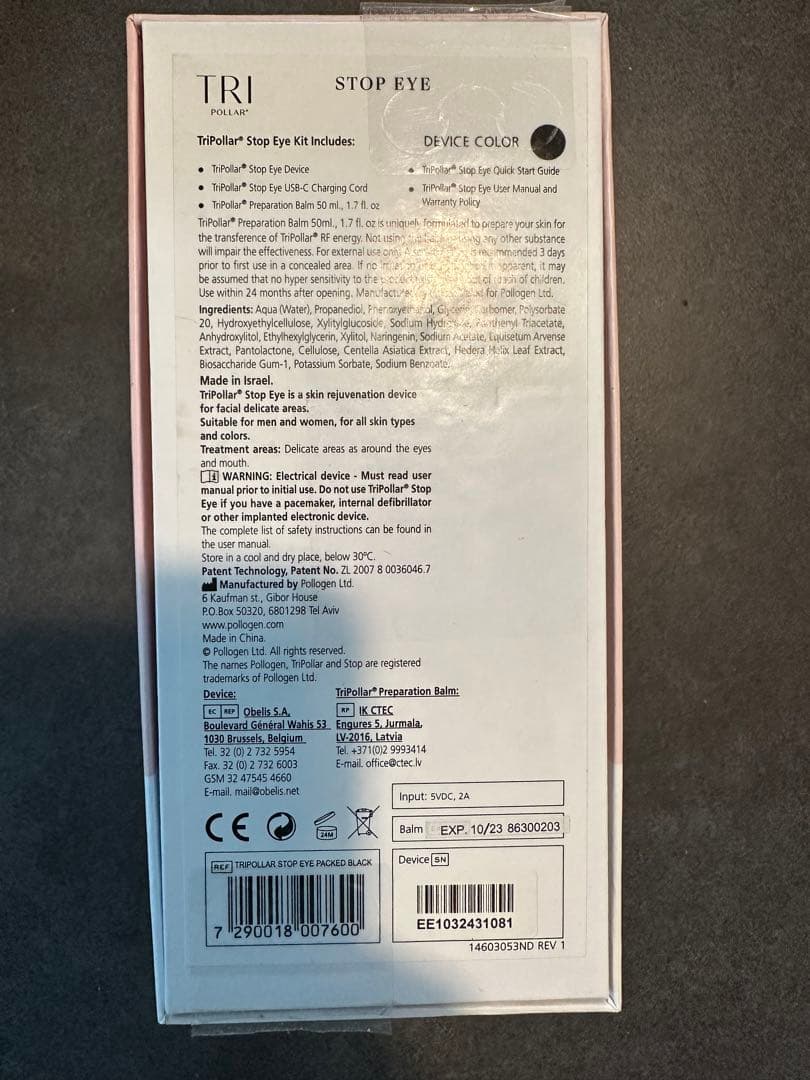 TRI
POLLAR®
STOP EYE
TriPollar® Stop Eye Kit Includes:
DEVICE COLOR
• TriPollar® Stop Eye Device
• TriPollar® Stop Eye USB-C Charging Cord
• TriPollar® Preparation Balm 50 ml., 1.7 fl. oz
• TriPollar® Stop Eye Quick Start Guide
• TriPollar® Stop Eye User Manual and
Warranty Policy
TriPollar® Preparation Balm 50ml., 1.7 fl. oz is uniquely formulated to prepare your skin for
the transference of TriPollar® RF energy. Not using any other substance
will impair the effectiveness. For external use only. A recommended 3 days
prior to first use in a concealed area. If no apparent, it may
be assumed that no hyper sensitivity to the of reach of children.
Use within 24 months after opening. Manufactured for Pollogen Ltd.
Ingredients: Aqua (Water), Propanediol, Phenoxyethanol, Glycerin, Carbomer, Polysorbate
20, Hydroxyethylcellulose, Xylitylglucoside, Sodium Panthenyl Triacetate,
Anhydroxylitol, Ethylhexylglycerin, Xylitol, Naringenin, Sodium Acetate, Equisetum Arvense
Extract, Pantolactone, Cellulose, Centella Asiatica Extract, Hedera Helix Leaf Extract,
Biosaccharide Gum-1, Potassium Sorbate, Sodium Benzoate.
Made in Israel.
TriPollar® Stop Eye is a skin rejuvenation device
for facial delicate areas.
Suitable for men and women, for all skin types
and colors.
Treatment areas: Delicate areas as around the eyes
and mouth.
WARNING: Electrical device - Must read user
manual prior to initial use. Do not use TriPollar® Stop
Eye if you have a pacemaker, internal defibrillator
or other implanted electronic device.
The complete list of safety instructions can be found in
the user manual.
Store in a cool and dry place, below 30°C.
Patent Technology, Patent No. ZL 2007 8 0036046.7
Manufactured by Pollogen Ltd.
6 Kaufman st., Gibor House
P.O.Box 50320, 6801298 Tel Aviv
www.pollogen.com
Made in China.
© Pollogen Ltd. All rights reserved.
The names Pollogen, TriPollar and Stop are registered
trademarks of Pollogen Ltd.
Device:
EC REP Obelis S.A.
Boulevard Général Wahis 53
1030 Brussels, Belgium
Tel. 32 (0) 2 732 5954
Fax. 32 (0) 2 732 6003
GSM 32 47545 4660
E-mail. mail@obelis.net
TriPollar® Preparation Balm:
RP IK CTEC
Engures 5, Jurmala,
LV-2016, Latvia
Tel. +371(0)2 9993414
E-mail. office@ctec.lv
CE
24M
Input: 5VDC, 2A
Balm EXP. 10/23 86300203
REF TRIPOLLAR STOP EYE PACKED BLACK
7 290018 007600
Device SN
EE1032431081
14603053ND REV 1